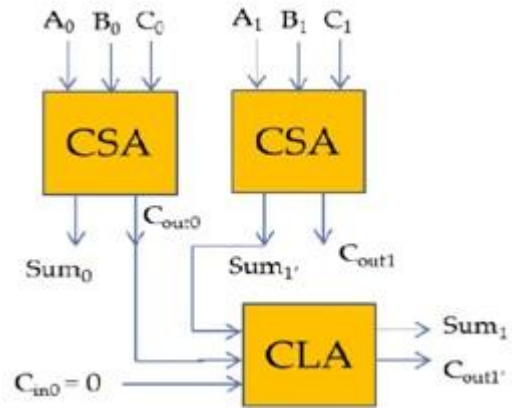 A₀ B₀ C₀ A₁ B₁ C₁
CSA CSA
Cout0 Cout1
Sum₀ Sum₁'
CLA
Sum₁
Cout1'
Cin0 = 0